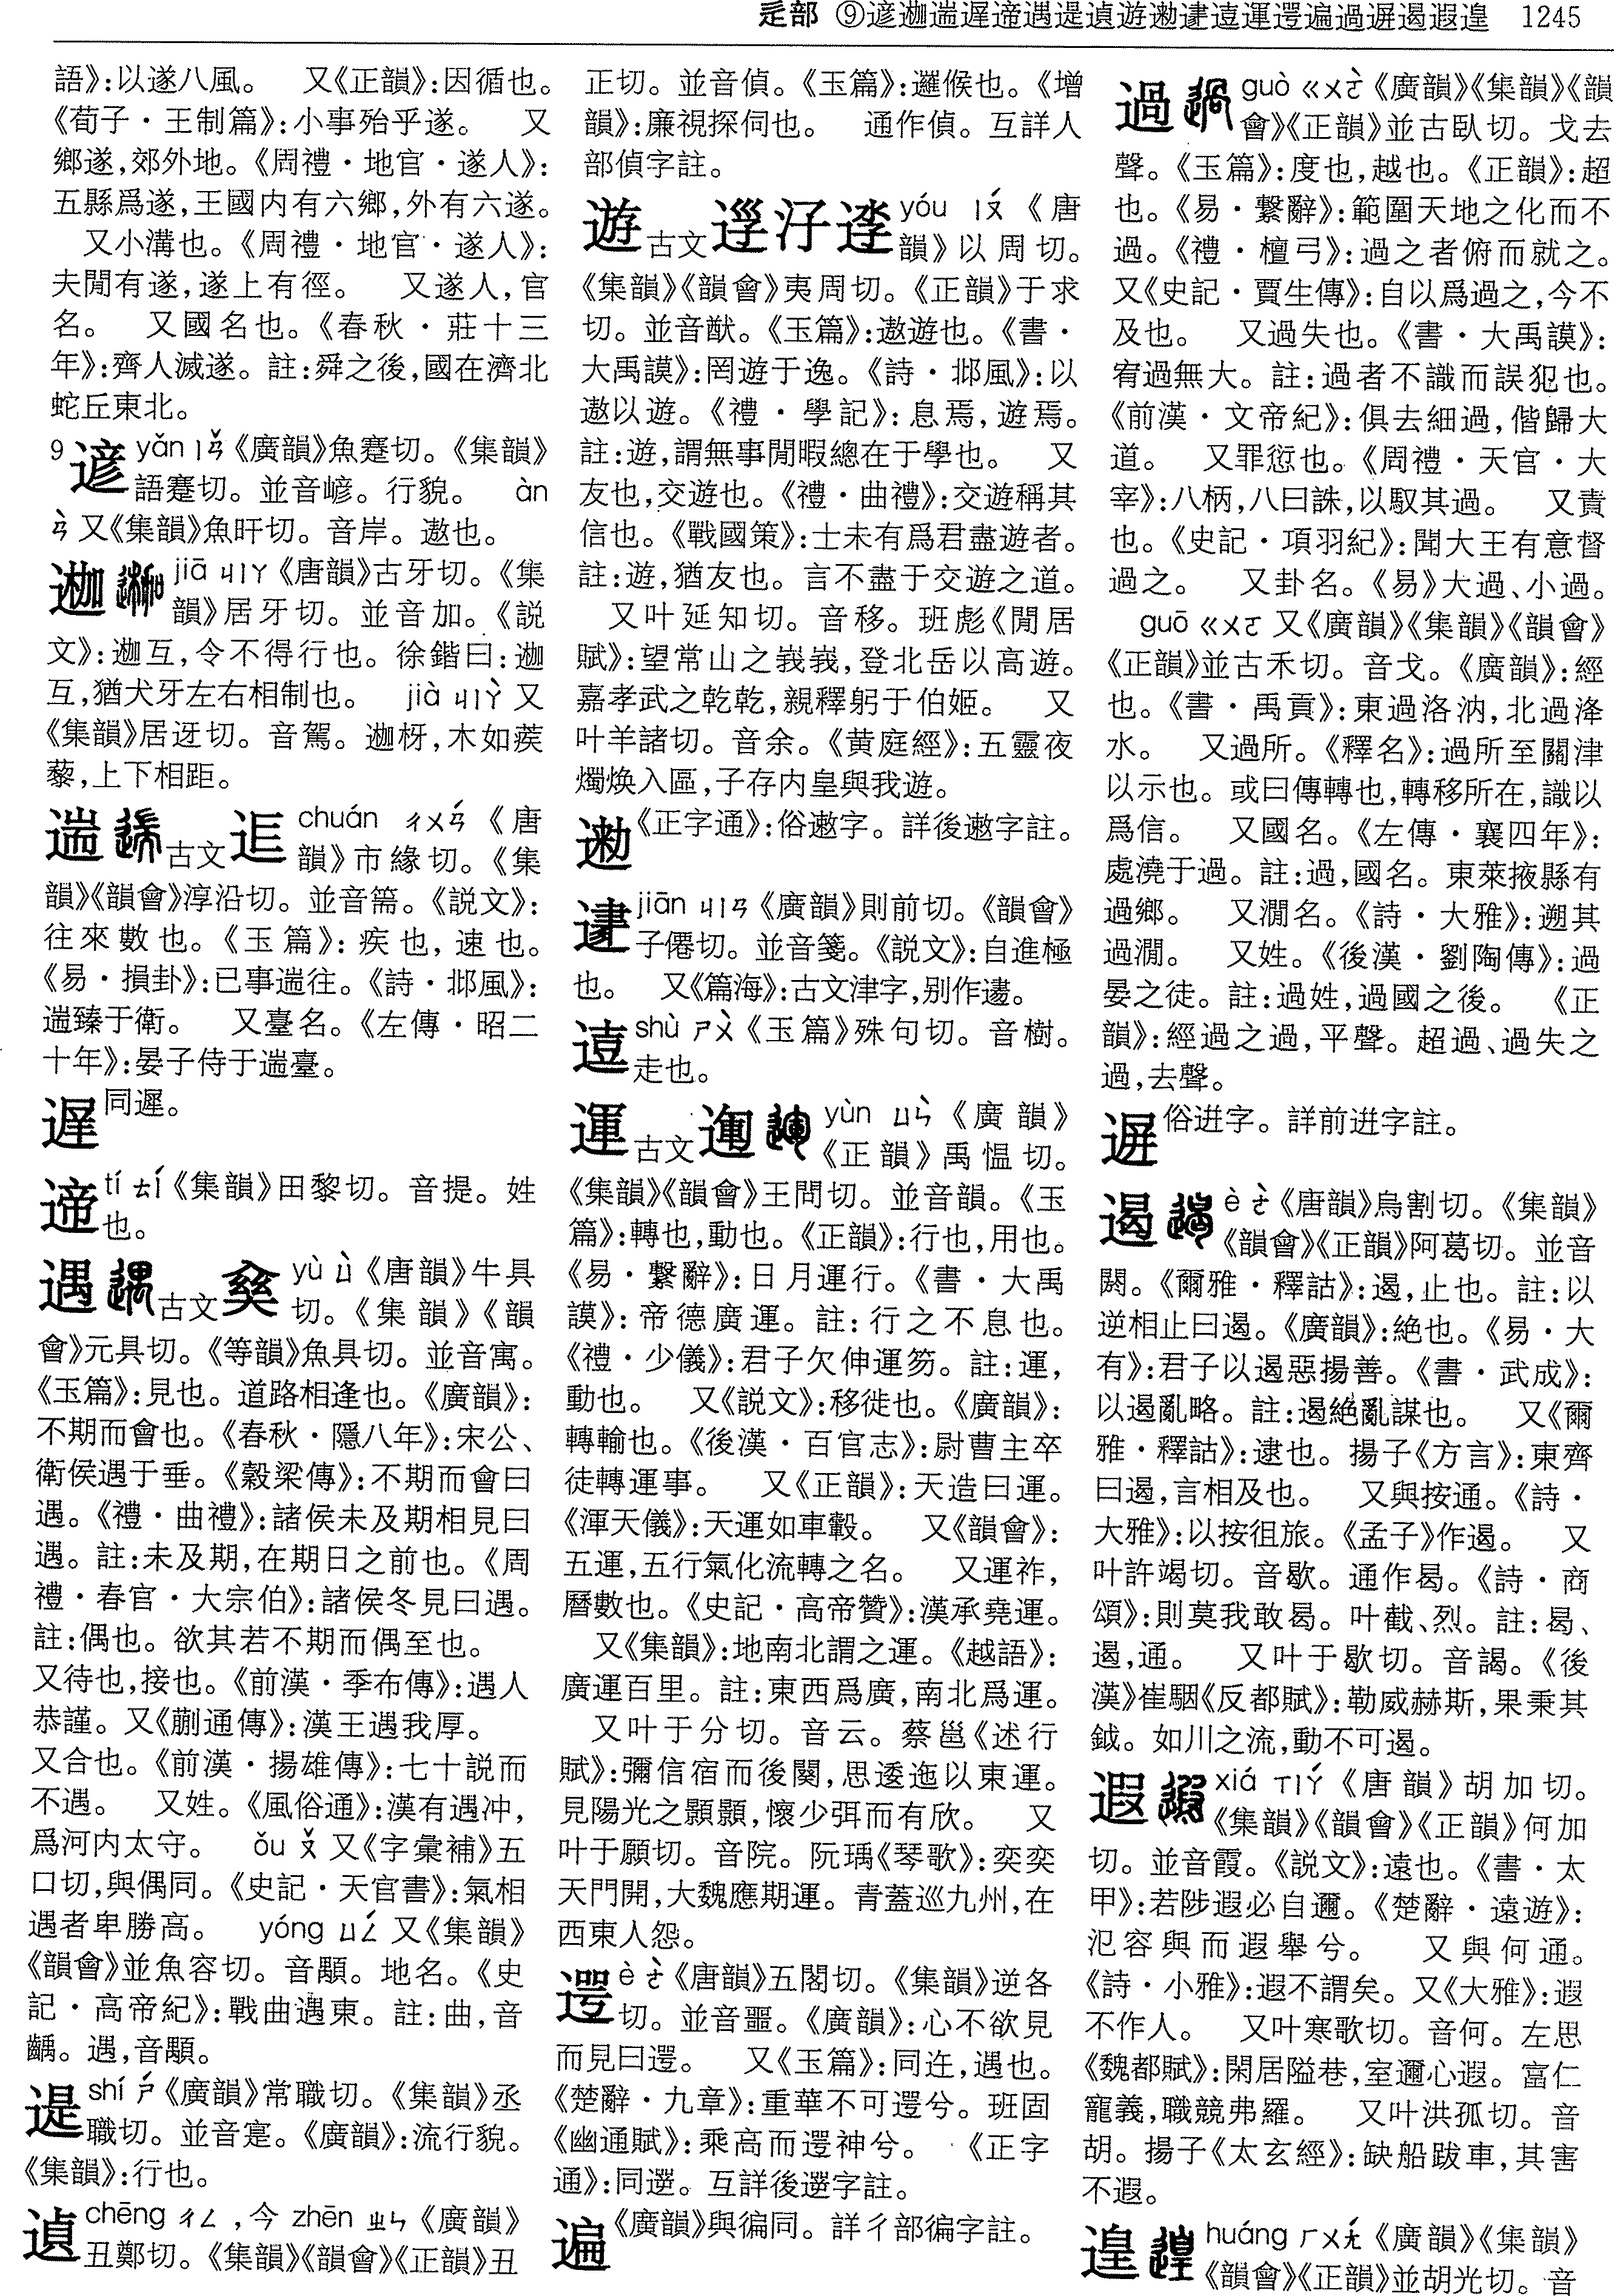 辵部 ⑨遃迦遄遅遆遇遈遉遊遬𨔥逗運遌遍過遟遏遐遑 1245
語》:以遂八風。 又《正韻》:因循也。
《荀子·王制篇》:小事殆乎遂。 又
鄉遂,郊外地。《周禮·地官·遂人》:
五縣爲遂,王國内有六鄉,外有六遂。
又小溝也。《周禮·地官·遂人》:
夫閒有遂,遂上有徑。 又遂人,官
名。 又國名也。《春秋·莊十三
年》:齊人滅遂。註:舜之後,國在濟北
蛇丘東北。
9 遃 yǎn ㄧㄢˇ《廣韻》魚蹇切。《集韻》
語蹇切。並音巘。行貌。 àn
ㄢˋ 又《集韻》魚旰切。音岸。遨也。
jiā ㄐㄧㄚ《唐韻》古牙切。《集
韻》居牙切。並音加。《説
文》:迦互,令不得行也。徐鍇曰:迦
互,猶犬牙左右相制也。 jià ㄐㄧㄚˋ 又
《集韻》居迓切。音駕。迦枒,木如蒺
藜,上下相距。
遄 古文 chuán ㄔㄨㄢˊ《唐
韻》市緣切。《集
韻》《韻會》淳沿切。並音篅。《説文》:
往來數也。《玉篇》:疾也,速也。
《易·損卦》:已事遄往。《詩·邶風》:
遄臻于衛。 又臺名。《左傳·昭二
十年》:晏子侍于遄臺。
遅 同遲。
遆 tí ㄊㄧˊ《集韻》田黎切。音提。姓
也。
遇 古文 yù ㄩˋ《唐韻》牛具
切。《集韻》《韻
會》元具切。《等韻》魚具切。並音寓。
《玉篇》:見也。道路相逢也。《廣韻》:
不期而會也。《春秋·隱八年》:宋公、
衛侯遇于垂。《穀梁傳》:不期而會曰
遇。《禮·曲禮》:諸侯未及期相見曰
遇。註:未及期,在期日之前也。《周
禮·春官·大宗伯》:諸侯冬見曰遇。
註:偶也。欲其若不期而偶至也。
又待也,接也。《前漢·季布傳》:遇人
恭謹。又《蒯通傳》:漢王遇我厚。
又合也。《前漢·揚雄傳》:七十説而
不遇。 又姓。《風俗通》:漢有遇冲,
爲河内太守。 ǒu ㄡˇ 又《字彙補》五
口切,與偶同。《史記·天官書》:氣相
遇者卑勝高。 yóng ㄩㄥˊ 又《集韻》
《韻會》並魚容切。音顒。地名。《史
記·高帝紀》:戰曲遇東。註:曲,音
齲。遇,音顒。
遈 shí ㄕˊ《廣韻》常職切。《集韻》丞
職切。並音寔。《廣韻》:流行貌。
《集韻》:行也。
遉 chēng ㄔㄥ,今 zhēn ㄓㄣ《廣韻》
丑鄭切。《集韻》《韻會》《正韻》丑
正切。並音偵。《玉篇》:邏候也。《增
韻》:廉視探伺也。 通作偵。互詳人
部偵字註。
遊 古文 yóu ㄧㄡˊ《唐
韻》以周切。
《集韻》《韻會》夷周切。《正韻》于求
切。並音猷。《玉篇》:遨遊也。《書·
大禹謨》:罔遊于逸。《詩·邶風》:以
遨以遊。《禮·學記》:息焉,遊焉。
註:遊,謂無事閒暇總在于學也。 又
友也,交遊也。《禮·曲禮》:交遊稱其
信也。《戰國策》:士未有爲君盡遊者。
註:遊,猶友也。言不盡于交遊之道。
又叶延知切。音移。班彪《閒居
賦》:望常山之峩峩,登北岳以高遊。
嘉孝武之乾乾,親釋躬于伯姬。 又
叶羊諸切。音余。《黄庭經》:五靈夜
燭焕入區,子存内皇與我遊。
《正字通》:俗遨字。詳後遨字註。
jiān ㄐㄧㄢ《廣韻》則前切。《韻會》
子僊切。並音箋。《説文》:自進極
也。 又《篇海》:古文津字,别作𨕭。
shù ㄕㄨˋ《玉篇》殊句切。音樹。
走也。
運 古文 yùn ㄩㄣˋ《廣韻》
《正韻》禹愠切。
《集韻》《韻會》王問切。並音韻。《玉
篇》:轉也,動也。《正韻》:行也,用也。
《易·繫辭》:日月運行。《書·大禹
謨》:帝德廣運。註:行之不息也。
《禮·少儀》:君子欠伸運笏。註:運,
動也。 又《説文》:移徙也。《廣韻》:
轉輸也。《後漢·百官志》:尉曹主卒
徒轉運事。 又《正韻》:天造曰運。
《渾天儀》:天運如車轂。 又《韻會》:
五運,五行氣化流轉之名。 又運祚,
曆數也。《史記·高帝贊》:漢承堯運。
又《集韻》:地南北謂之運。《越語》:
廣運百里。註:東西爲廣,南北爲運。
又叶于分切。音云。蔡邕《述行
賦》:彌信宿而後闋,思逶迤以東運。
見陽光之顥顥,懷少弭而有欣。 又
叶于願切。音院。阮瑀《琴歌》:奕奕
天門開,大魏應期運。青蓋巡九州,在
西東人怨。
遌 è ㄜˋ《唐韻》五閣切。《集韻》逆各
切。並音噩。《廣韻》:心不欲見
而見曰遌。 又《玉篇》:同迕,遇也。
《楚辭·九章》:重華不可遌兮。班固
《幽通賦》:乘高而遌神兮。 《正字
通》:同遻。互詳後遻字註。
遍 《廣韻》與徧同。詳彳部徧字註。
過 guò ㄍㄨㄛˋ《廣韻》《集韻》《韻
會》《正韻》並古臥切。戈去
聲。《玉篇》:度也,越也。《正韻》:超
也。《易·繫辭》:範圍天地之化而不
過。《禮·檀弓》:過之者俯而就之。
又《史記·賈生傳》:自以爲過之,今不
及也。 又過失也。《書·大禹謨》:
宥過無大。註:過者不識而誤犯也。
《前漢·文帝紀》:俱去細過,偕歸大
道。 又罪愆也。《周禮·天官·大
宰》:八柄,八曰誅,以馭其過。 又責
也。《史記·項羽紀》:聞大王有意督
過之。 又卦名。《易》大過、小過。
guō ㄍㄨㄛ 又《廣韻》《集韻》《韻會》
《正韻》並古禾切。音戈。《廣韻》:經
也。《書·禹貢》:東過洛汭,北過洚
水。 又過所。《釋名》:過所至關津
以示也。或曰傳轉也,轉移所在,識以
爲信。 又國名。《左傳·襄四年》:
處澆于過。註:過,國名。東萊掖縣有
過鄉。 又澗名。《詩·大雅》:遡其
過澗。 又姓。《後漢·劉陶傳》:過
晏之徒。註:過姓,過國之後。 《正
韻》:經過之過,平聲。超過、過失之
過,去聲。
俗逬字。詳前逬字註。
遏 è ㄜˋ《唐韻》烏割切。《集韻》
《韻會》《正韻》阿葛切。並音
閼。《爾雅·釋詁》:遏,止也。註:以
逆相止曰遏。《廣韻》:絶也。《易·大
有》:君子以遏惡揚善。《書·武成》:
以遏亂略。註:遏絶亂謀也。 又《爾
雅·釋詁》:逮也。揚子《方言》:東齊
曰遏,言相及也。 又與按通。《詩·
大雅》:以按徂旅。《孟子》作遏。 又
叶許竭切。音歇。通作曷。《詩·商
頌》:則莫我敢曷。叶截、烈。註:曷、
遏,通。 又叶于歇切。音謁。《後
漢》崔駰《反都賦》:勒威赫斯,果秉其
鉞。如川之流,動不可遏。
遐 xiá ㄒㄧㄚˊ《唐韻》胡加切。
《集韻》《韻會》《正韻》何加
切。並音霞。《説文》:遠也。《書·太
甲》:若陟遐必自邇。《楚辭·遠遊》:
氾容與而遐舉兮。 又與何通。
《詩·小雅》:遐不謂矣。又《大雅》:遐
不作人。 又叶寒歌切。音何。左思
《魏都賦》:閑居隘巷,室邇心遐。富仁
寵義,職競弗羅。 又叶洪孤切。音
胡。揚子《太玄經》:缺船跋車,其害
不遐。
遑 huáng ㄏㄨㄤˊ《廣韻》《集韻》
《韻會》《正韻》並胡光切。音